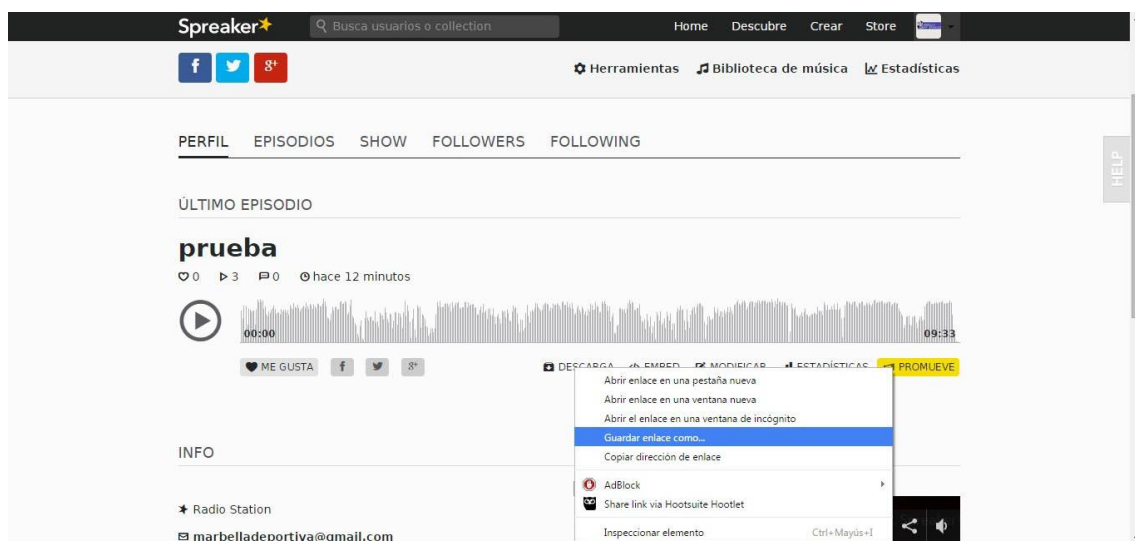 Spreaker Busca usuarios o collection Home Descubre Crear Store
f 8+ Herramientas Biblioteca de música Estadísticas
PERFIL EPISODIOS SHOW FOLLOWERS FOLLOWING
HELP
ÚLTIMO EPISODIO
prueba
0 3 0 hace 12 minutos
00:00 09:33
ME GUSTA f 8+ DESCARGA EMBED MODIFICAR ESTADÍSTICAS PROMUEVE
Abrir enlace en una pestaña nueva
Abrir enlace en una ventana nueva
Abrir el enlace en una ventana de incógnito
Guardar enlace como...
INFO
Copiar dirección de enlace
AdBlock
Share link via Hootsuite Hootlet
Radio Station
Inspeccionar elemento Ctrl+Mayús+I
marbelladeportiva@gmail.com